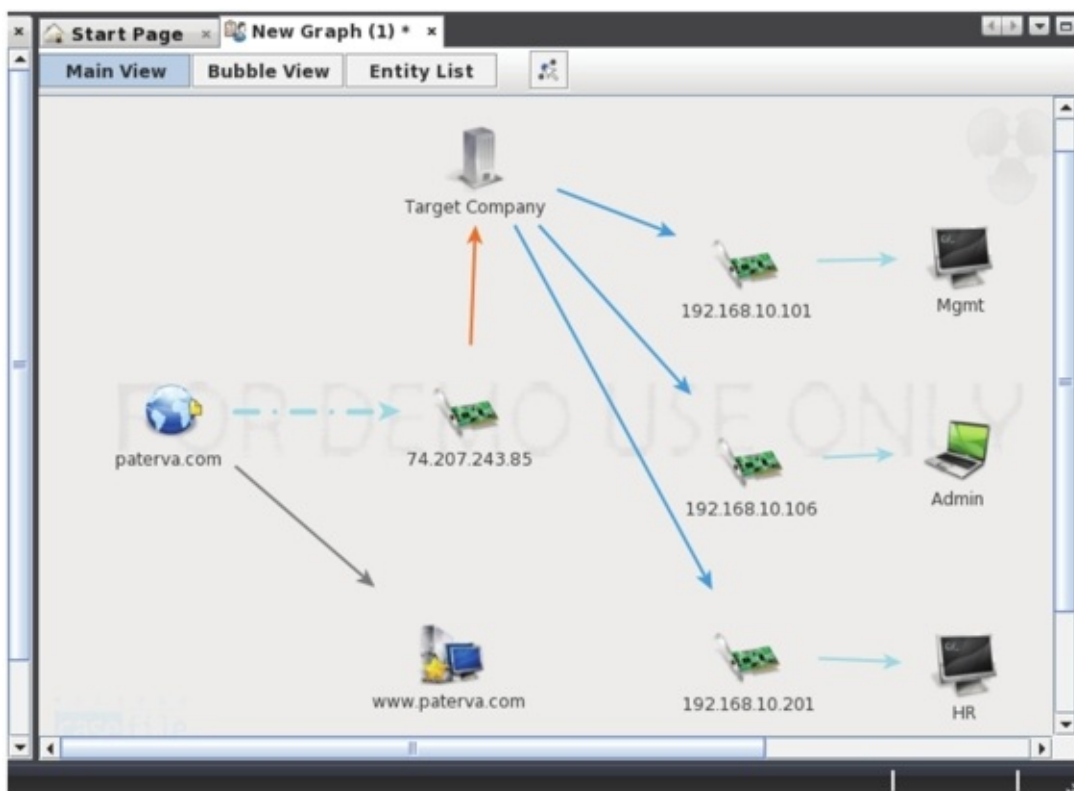 Start Page
New Graph (1) *
Main View
Bubble View
Entity List
Target Company
192.168.10.101
Mgmt
FOR DEMO USE ONLY
paterva.com
74.207.243.85
192.168.10.106
Admin
www.paterva.com
192.168.10.201
HR